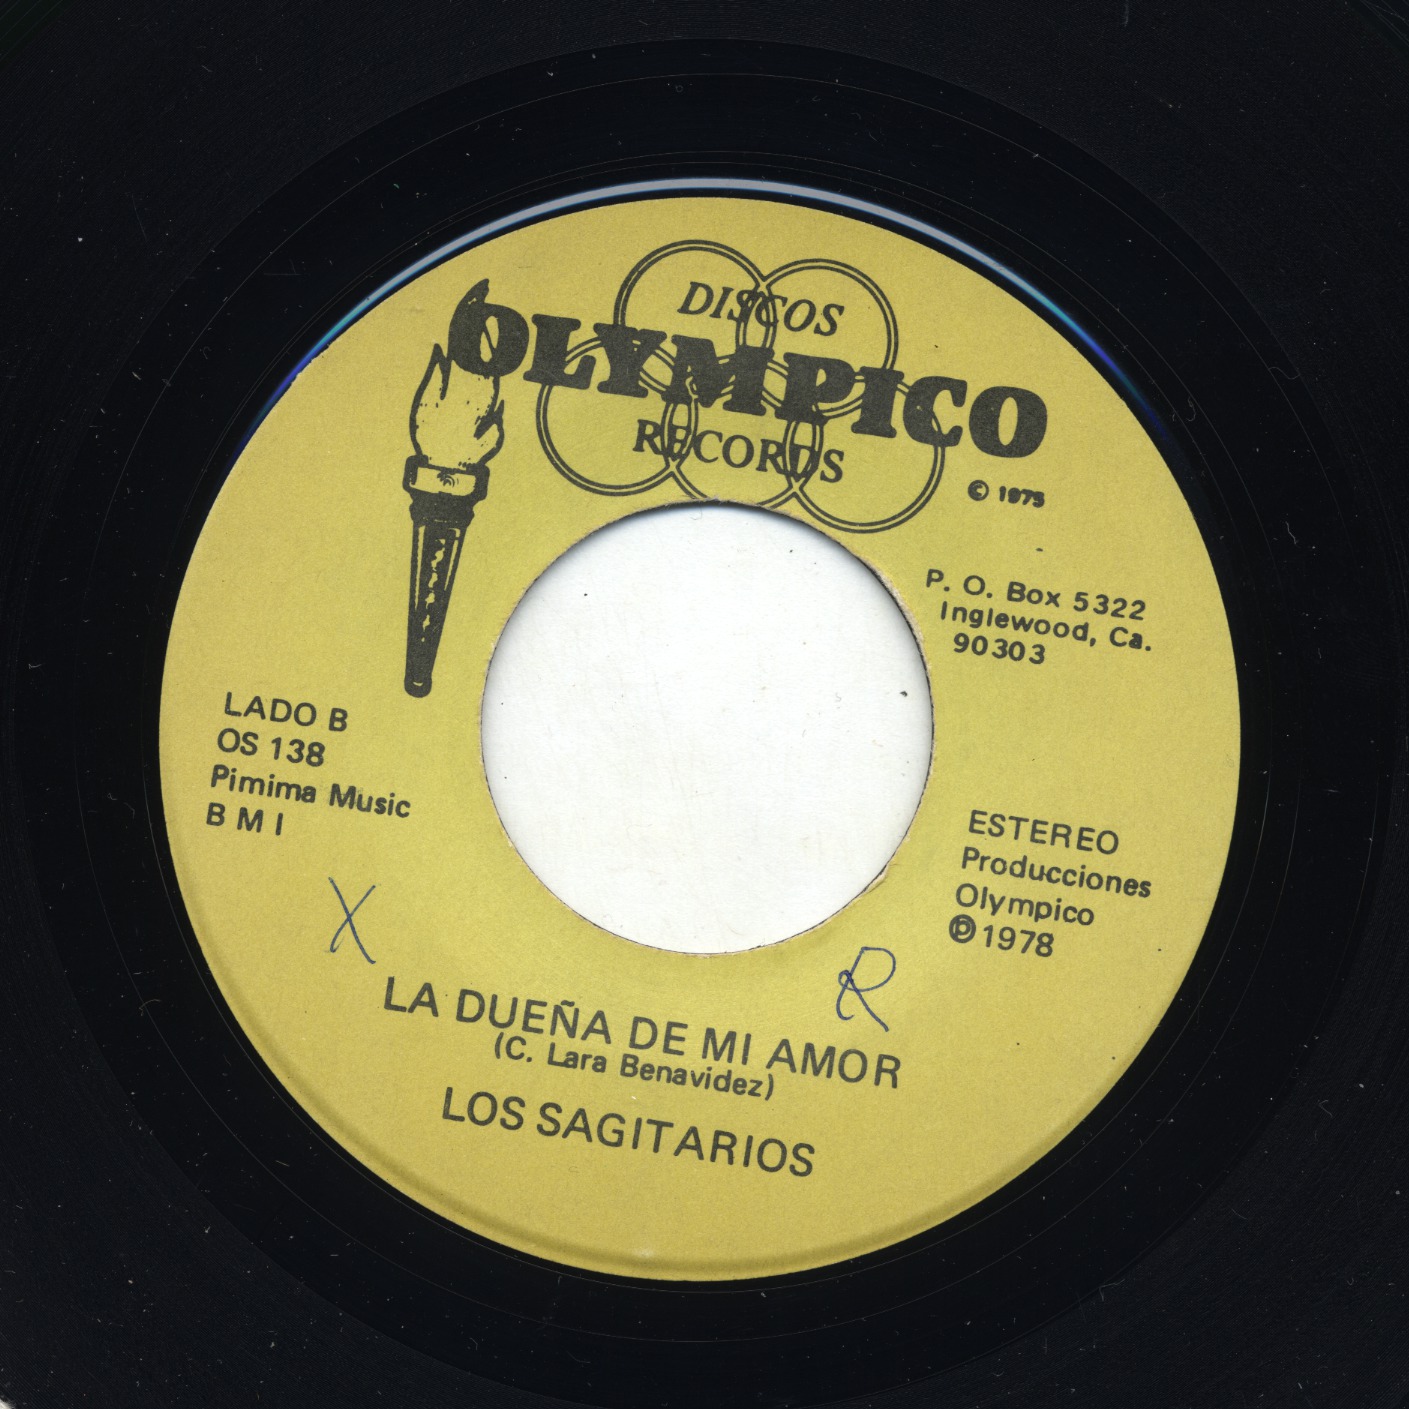 DISCOS
OLYMPICO
RECORDS
© 1975
P. O. Box 5322
Inglewood, Ca.
90303
LADO B
OS 138
Pimima Music
B M I
ESTEREO
Producciones
Olympico
℗1978
X
R
LA DUEÑA DE MI AMOR
(C. Lara Benavidez)
LOS SAGITARIOS